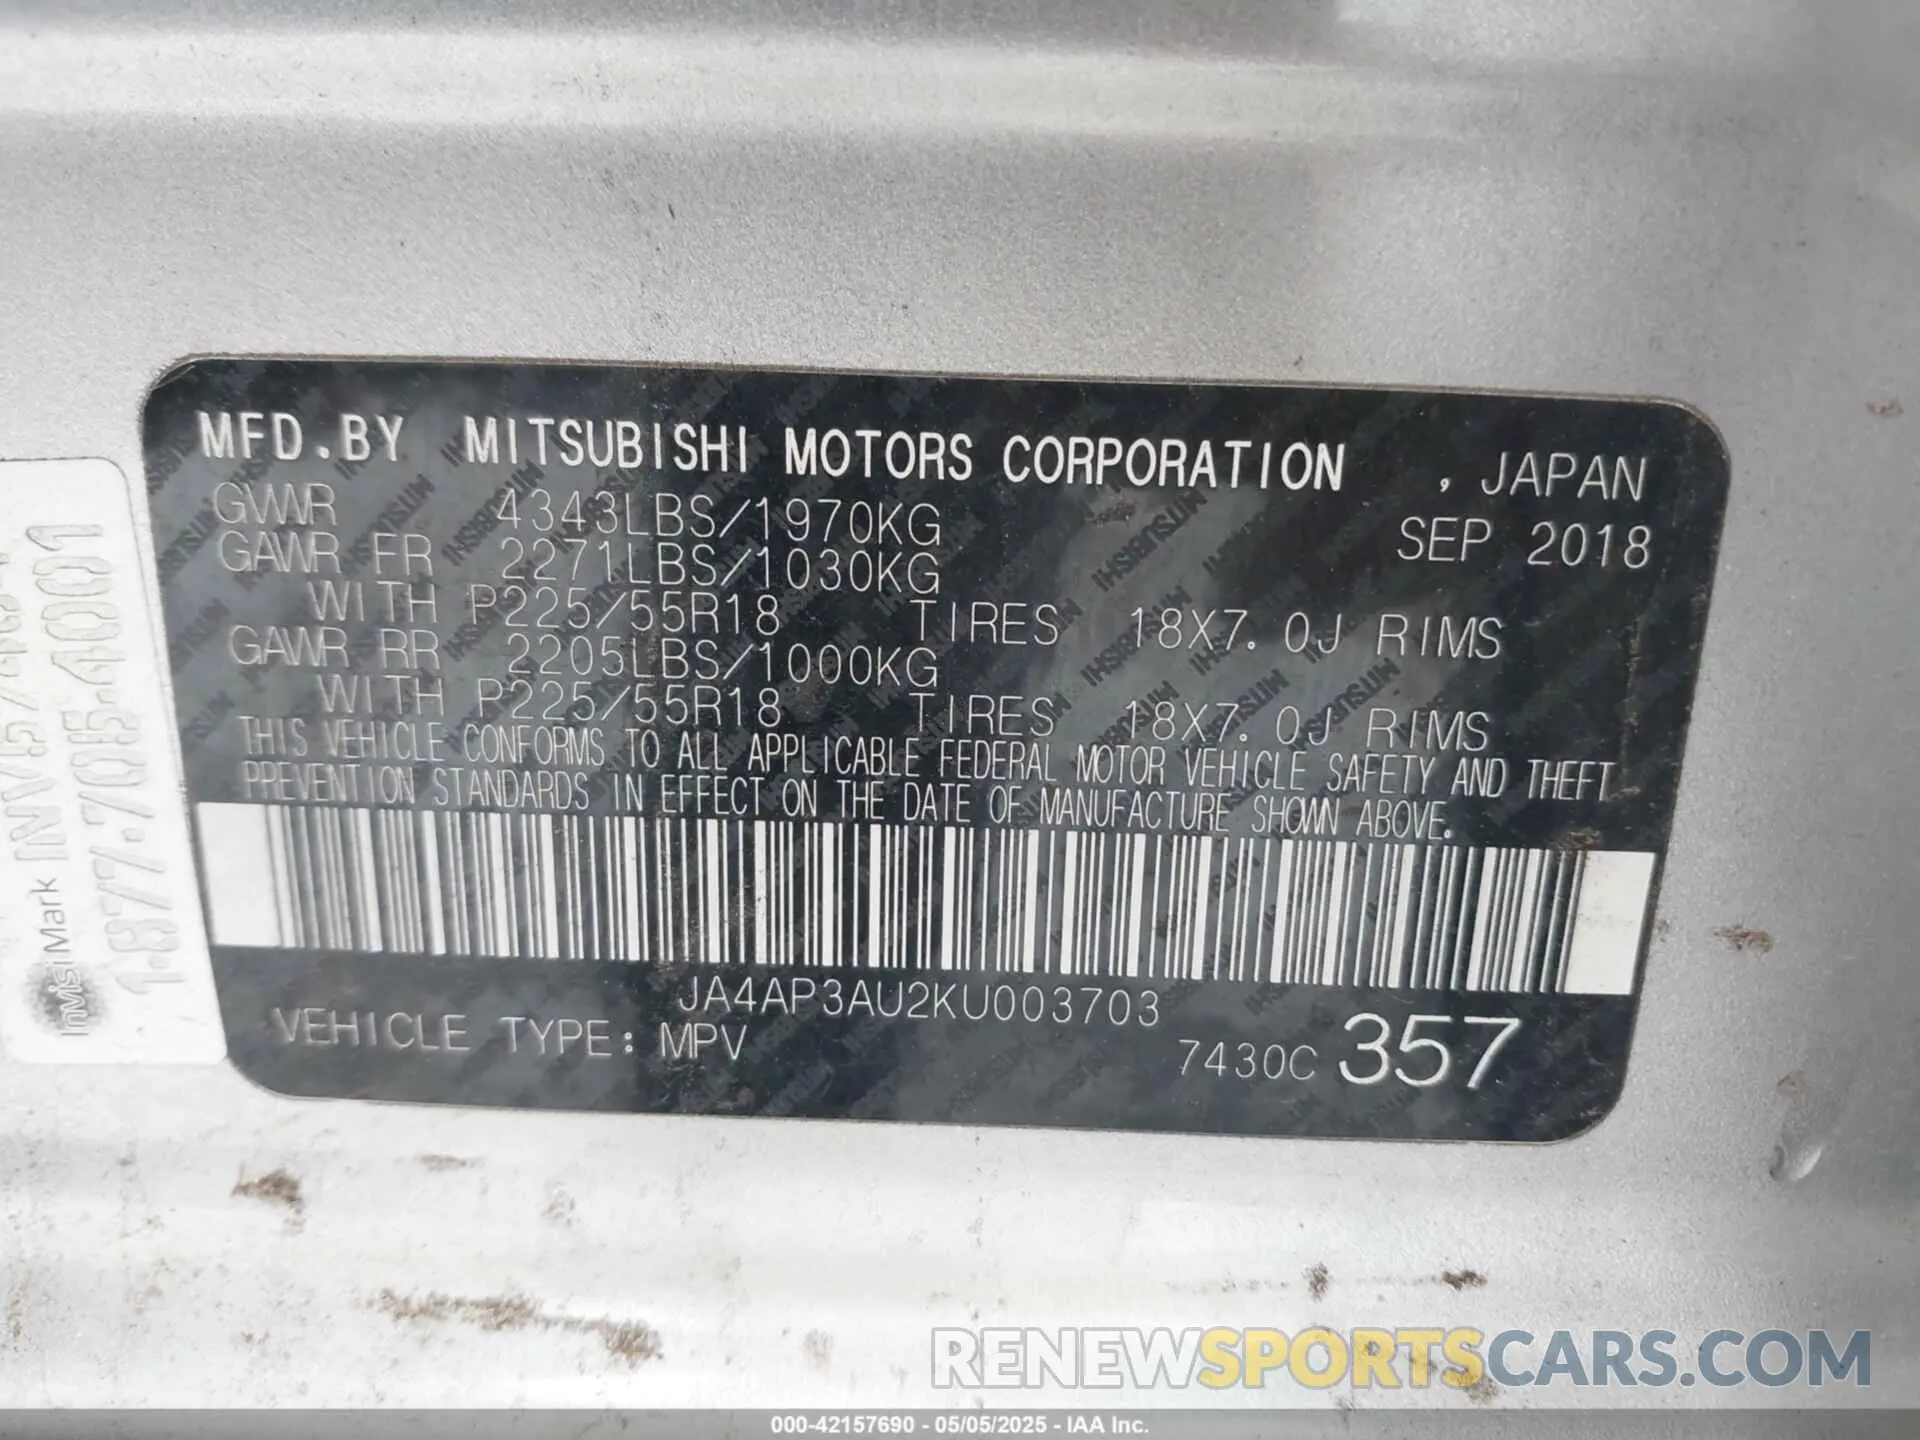 MFD.BY MITSUBISHI MOTORS CORPORATION , JAPAN
GVWR 4343LBS/1970KG SEP 2018
GAWR FR 2271LBS/1030KG
WITH P225/55R18 TIRES 18X7.0J RIMS
GAWR RR 2205LBS/1000KG
WITH P225/55R18 TIRES 18X7.0J RIMS
THIS VEHICLE CONFORMS TO ALL APPLICABLE FEDERAL MOTOR VEHICLE SAFETY AND THEFT
PREVENTION STANDARDS IN EFFECT ON THE DATE OF MANUFACTURE SHOWN ABOVE.
JA4AP3AU2KU003703
VEHICLE TYPE: MPV 7430C 357
InvisiMark
1-877-705-4001
RENEWSPORTSCARS.COM
000-42157690 - 05/05/2025 - IAA Inc.